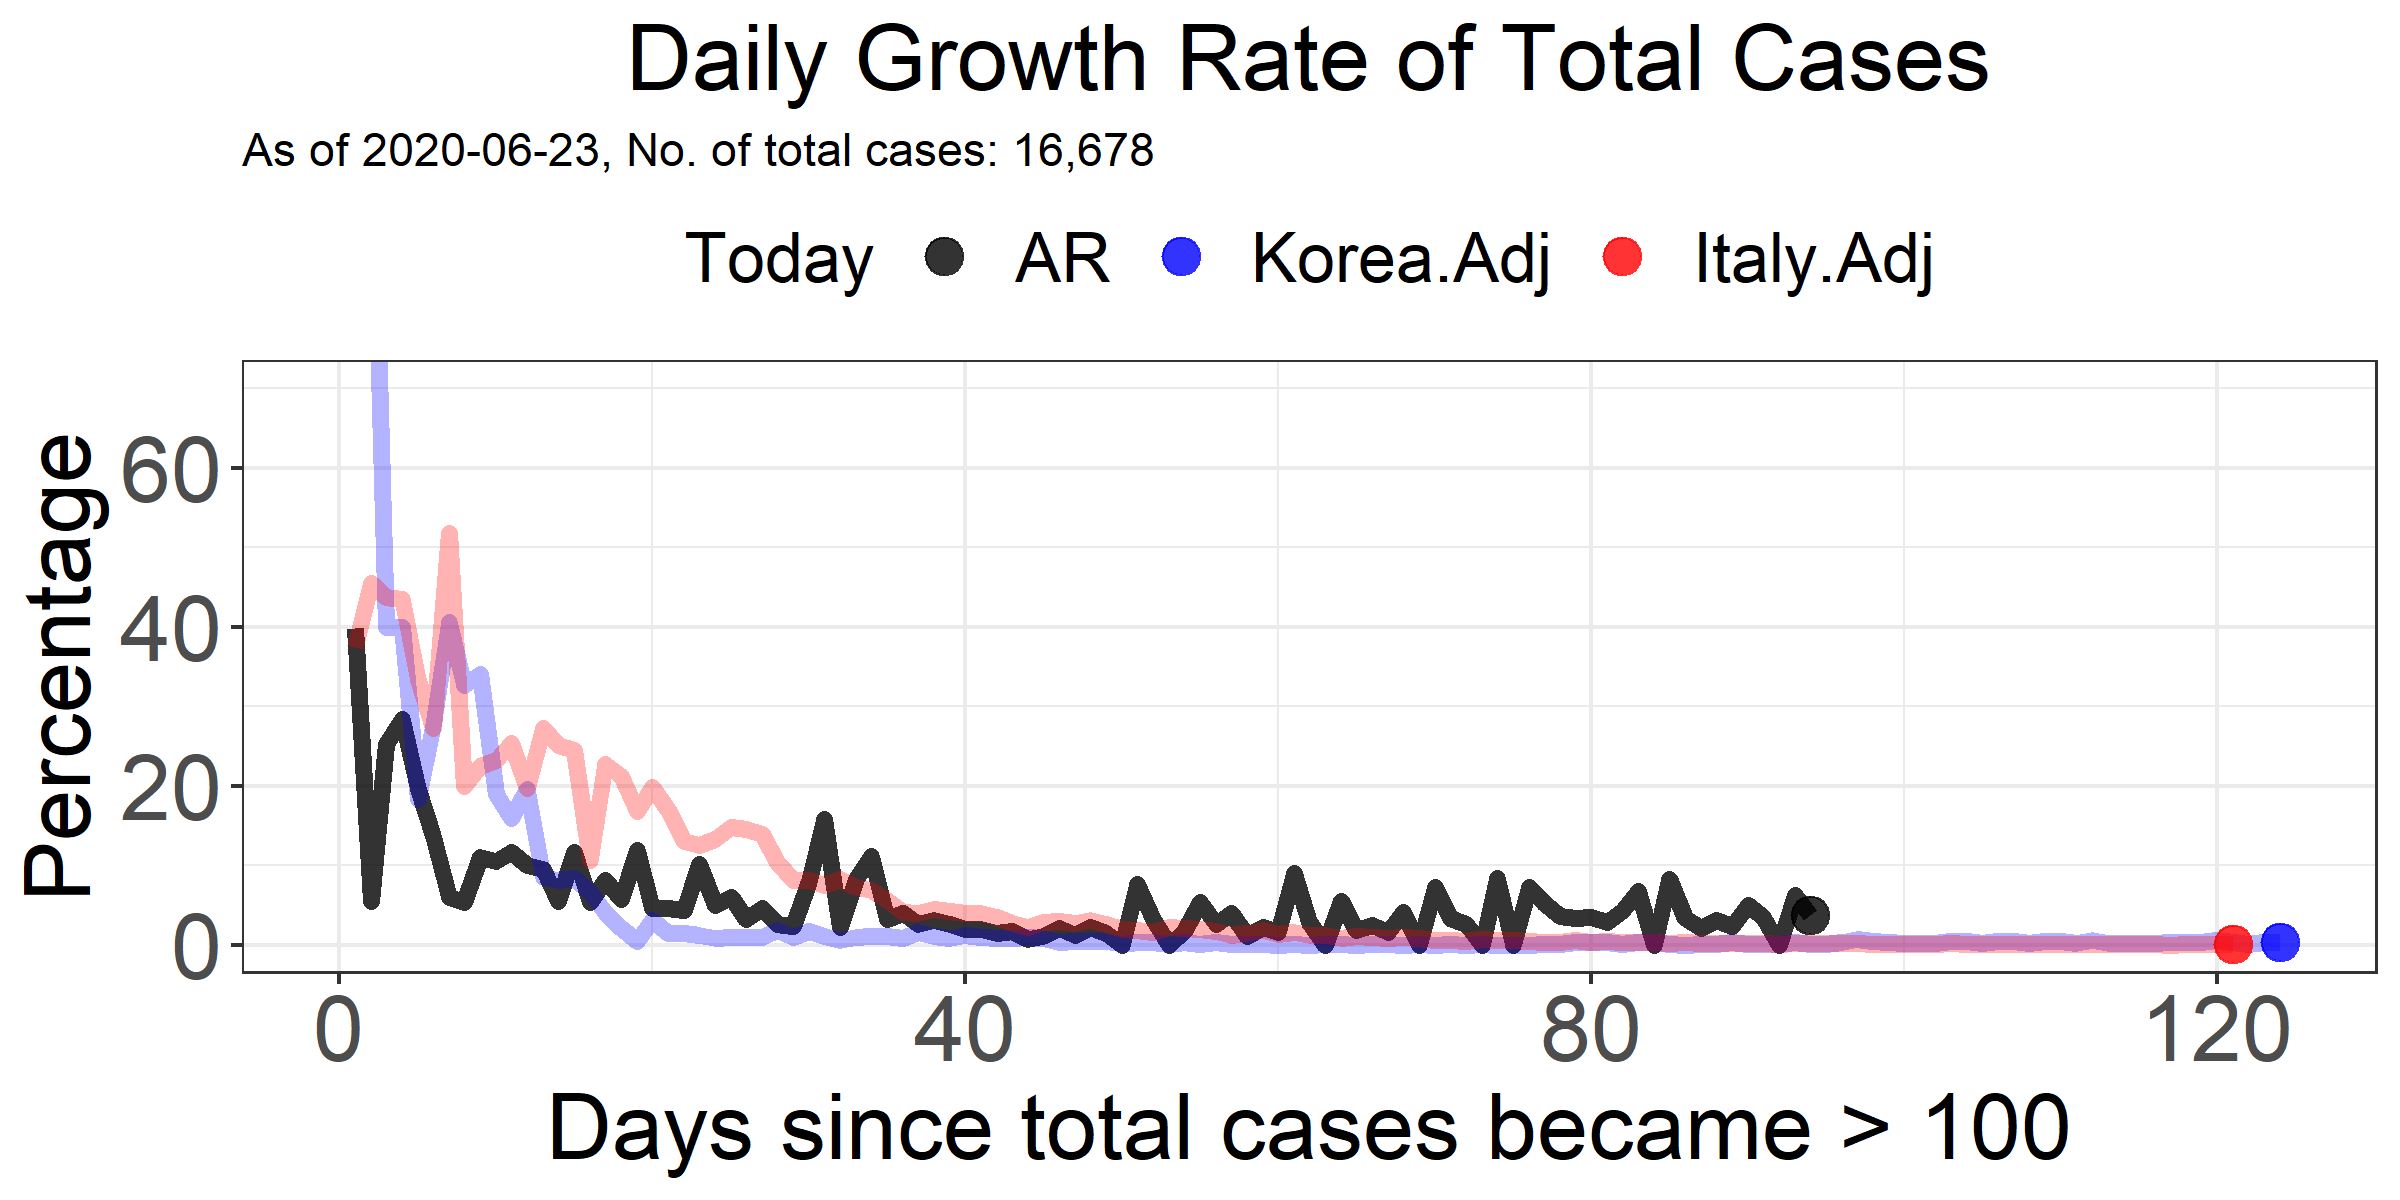 Daily Growth Rate of Total Cases
As of 2020-06-23, No. of total cases: 16,678
Today AR Korea.Adj Italy.Adj
Percentage
60
40
20
0
0 40 80 120
Days since total cases became > 100